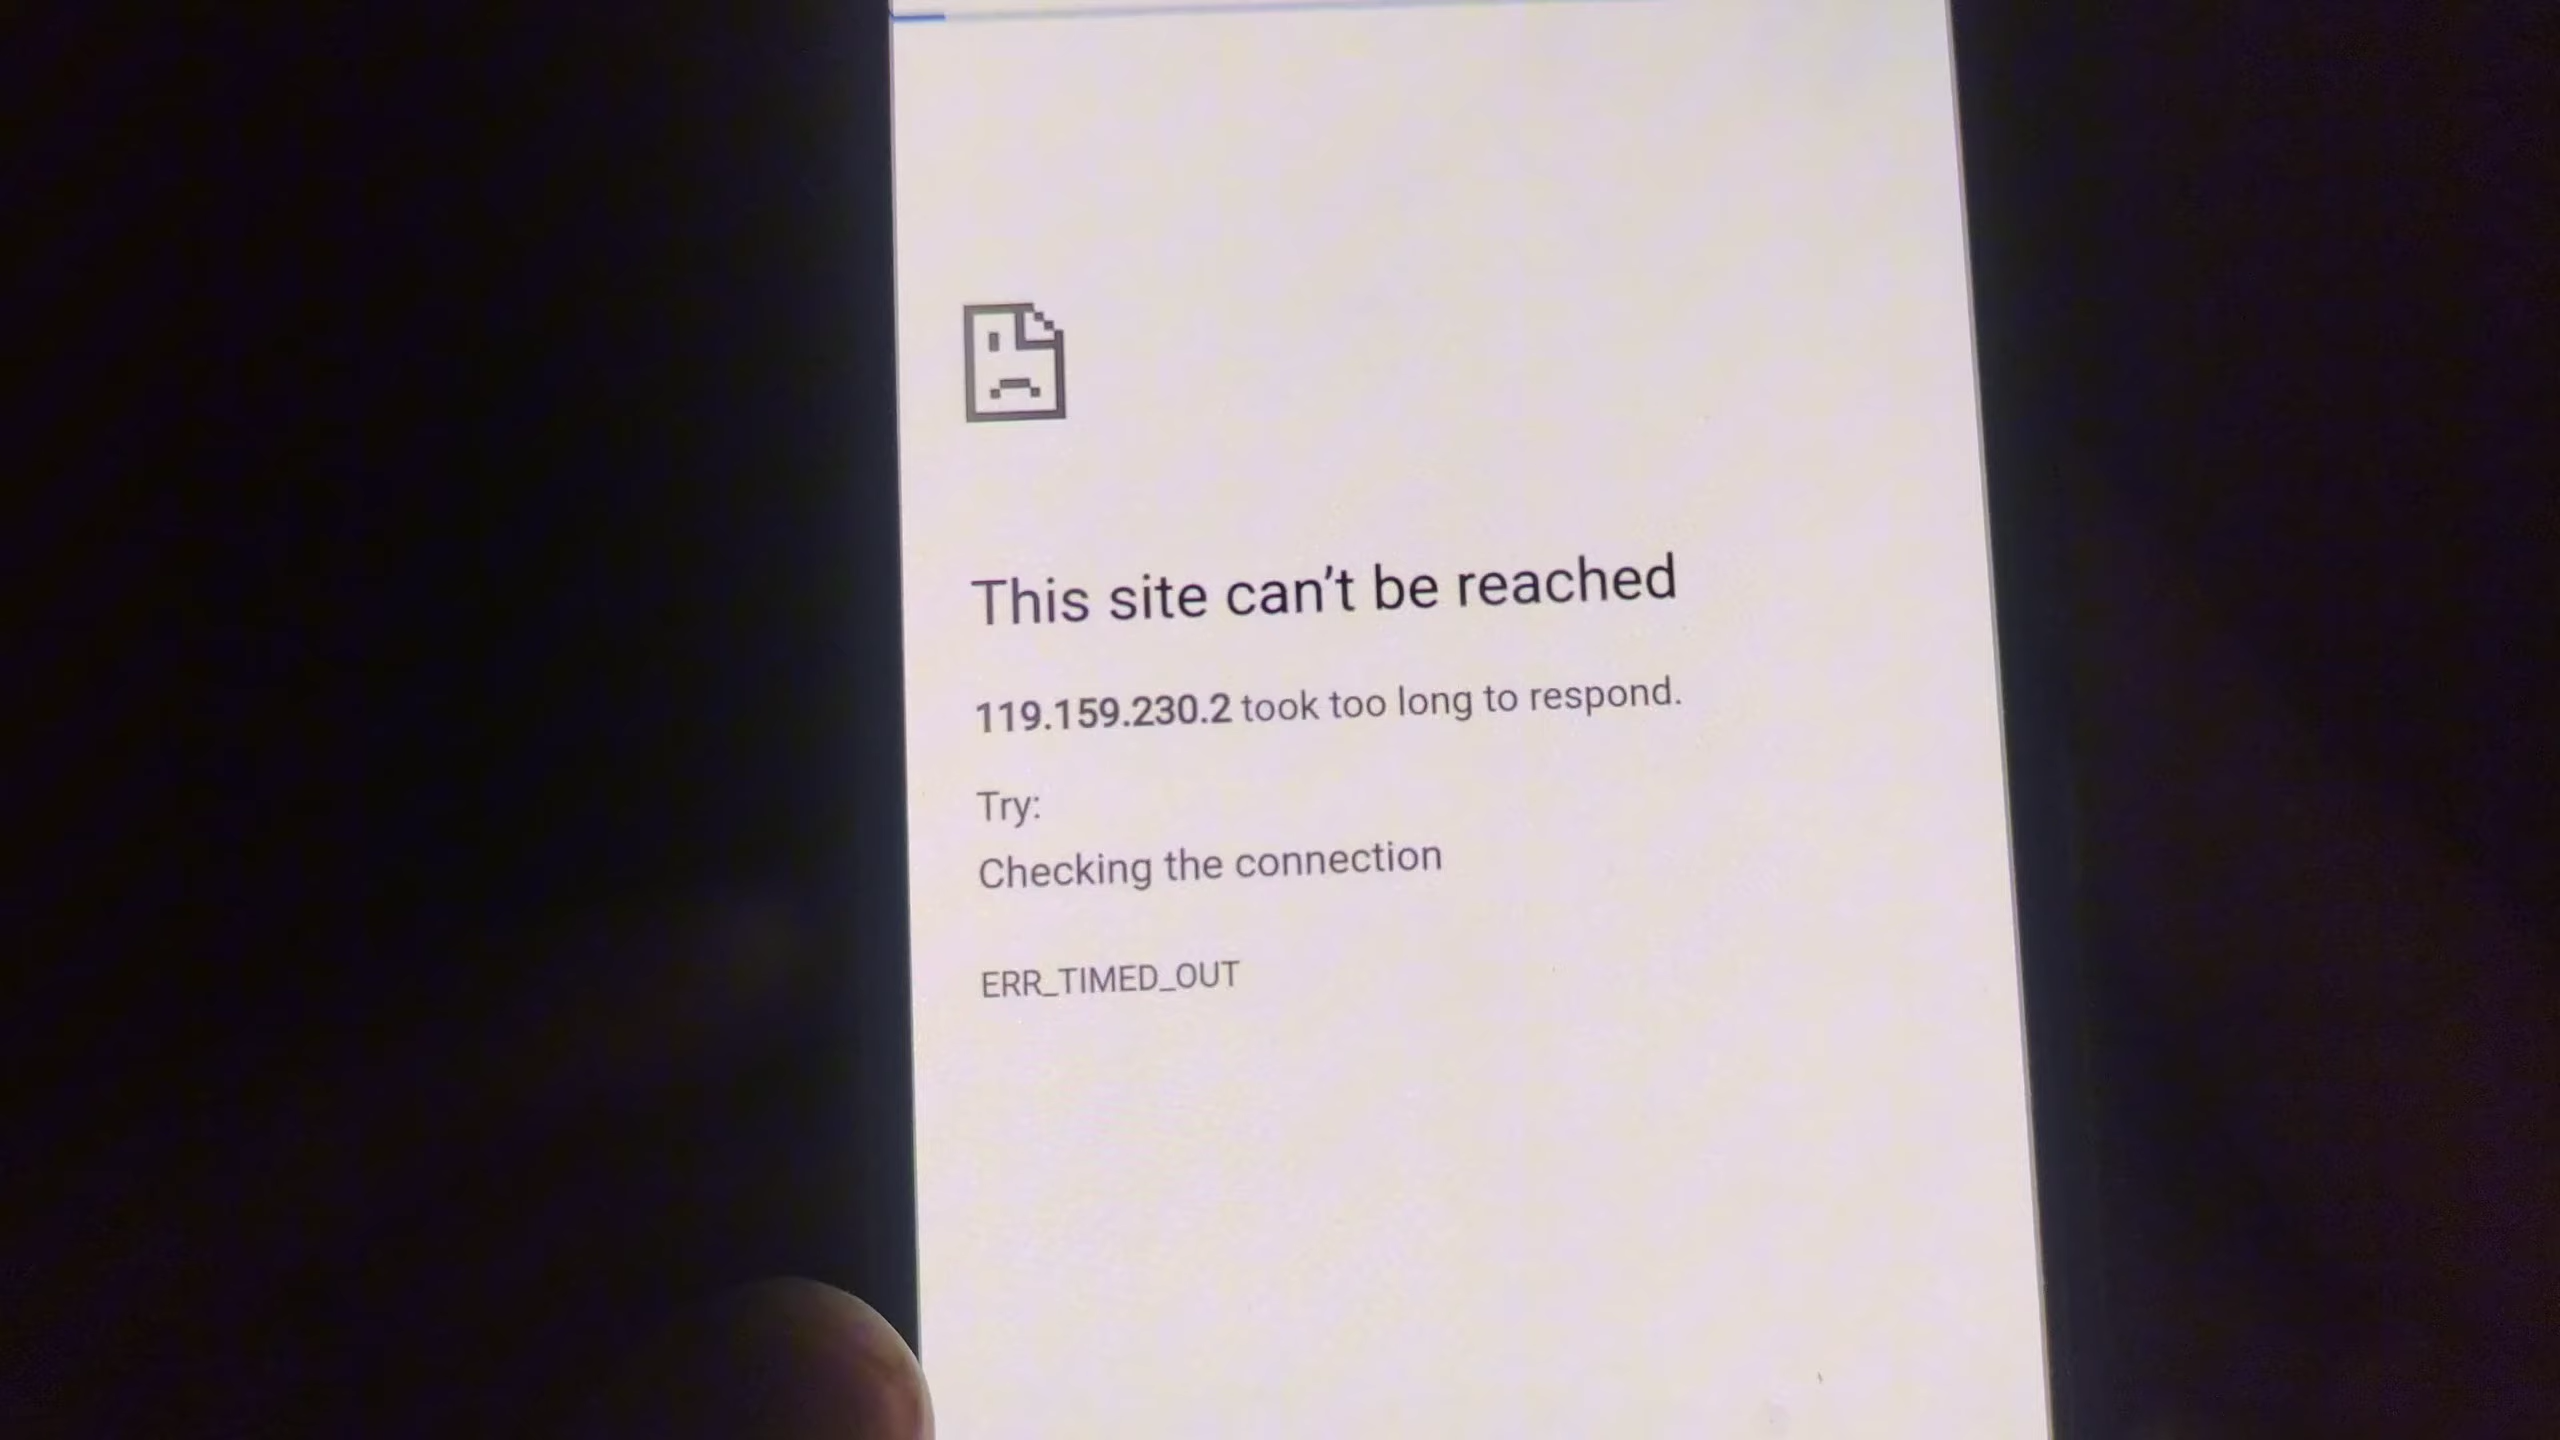 This site can’t be reached
119.159.230.2 took too long to respond.
Try:
Checking the connection
ERR_TIMED_OUT